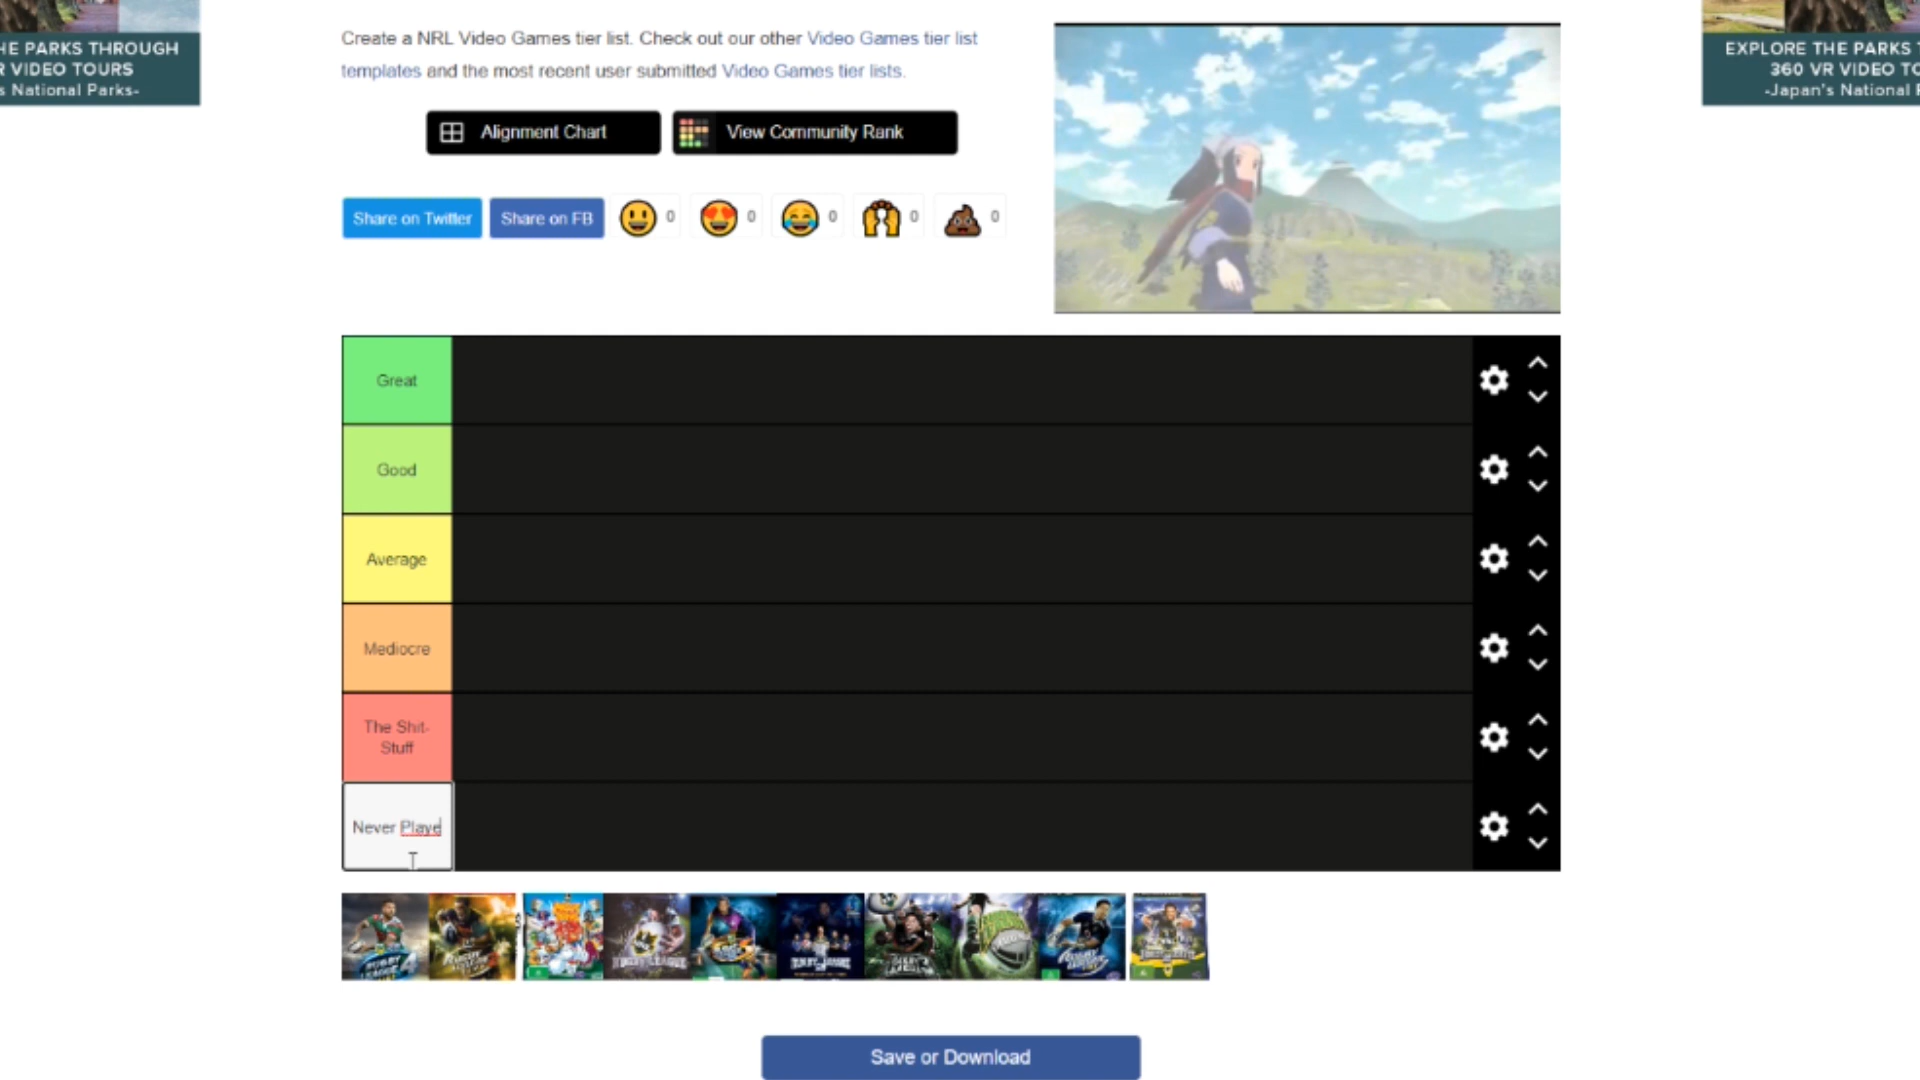 HE PARKS THROUGH
R VIDEO TOURS
s National Parks-
EXPLORE THE PARKS T
360 VR VIDEO TO
-Japan's National P
Create a NRL Video Games tier list. Check out our other Video Games tier list
templates and the most recent user submitted Video Games tier lists.
Alignment Chart
View Community Rank
Share on Twitter
Share on FB
0
0
0
0
0
Great
Good
Average
Mediocre
The Shit-
Stuff
Never Playe
Save or Download